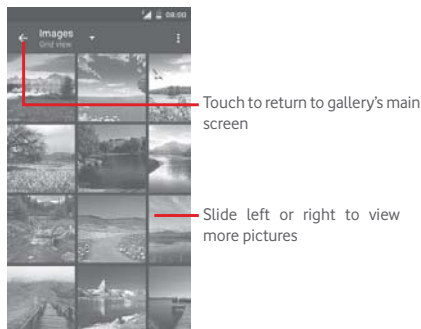 08:00
Images
Grid view
Touch to return to gallery's main
screen
Slide left or right to view
more pictures